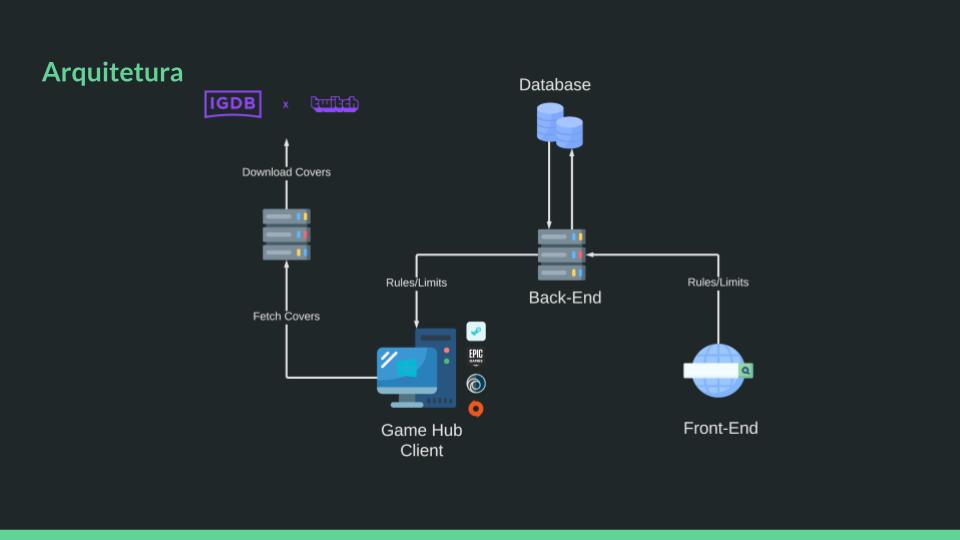 Arquitetura
IGDB x twitch
Database
Download Covers
Rules/Limits
Back-End
Rules/Limits
Fetch Covers
EPIC
GAMES
Game Hub
Client
Front-End